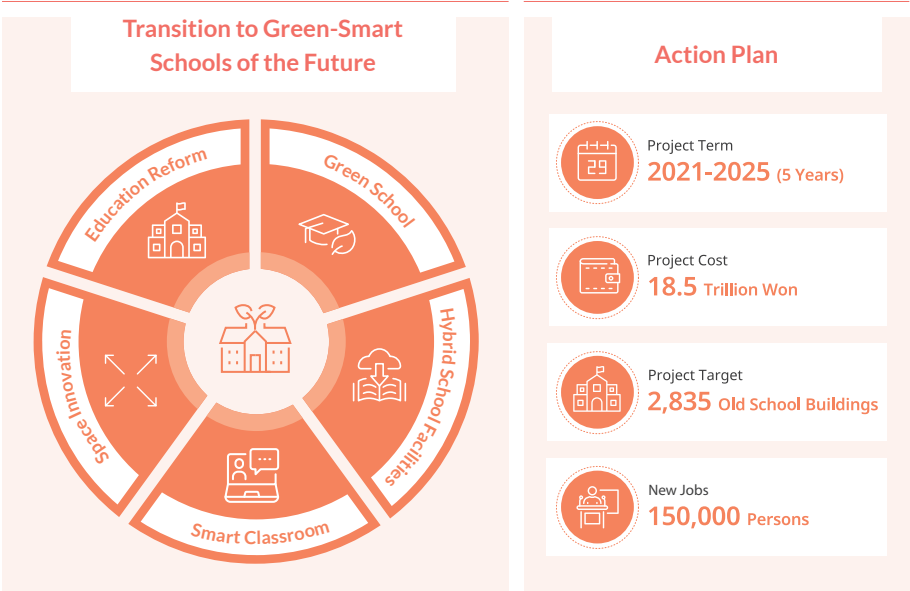 Transition to Green-Smart
Schools of the Future
Education Reform
Green School
Hybrid School Facilities
Smart Classroom
Space Innovation
Action Plan
29
Project Term
2021-2025 (5 Years)
Project Cost
18.5 Trillion Won
Project Target
2,835 Old School Buildings
New Jobs
150,000 Persons